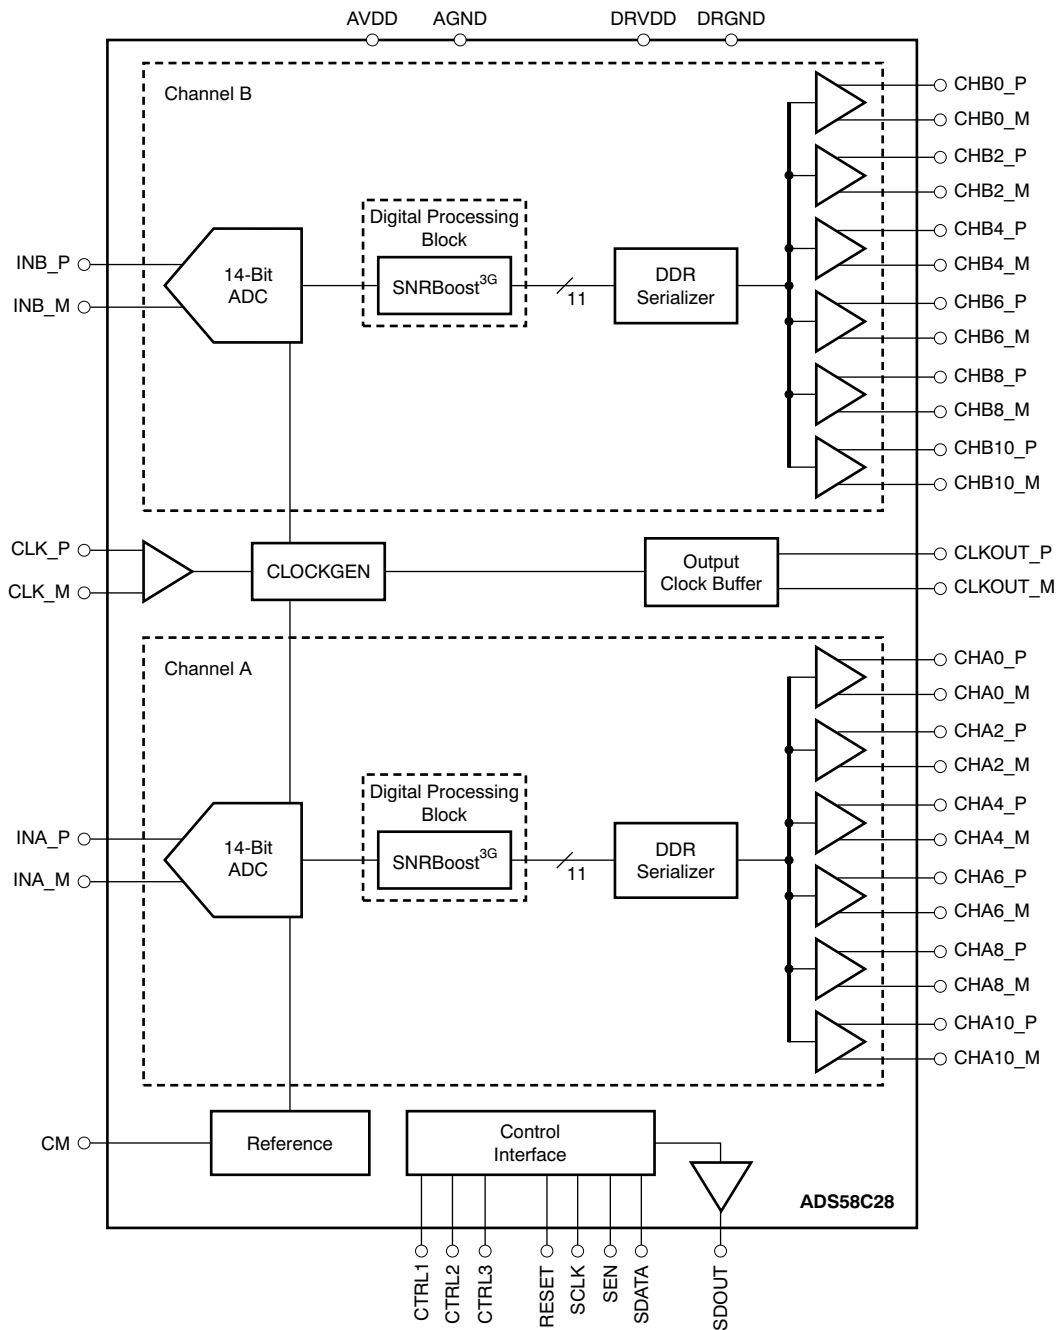 AVDD AGND DRVDD DRGND
Channel B
CHB0_P
CHB0_M
CHB2_P
CHB2_M
Digital Processing
Block
SNRBoost3G
INB_P
INB_M
14-Bit
ADC
11
DDR
Serializer
CHB4_P
CHB4_M
CHB6_P
CHB6_M
CHB8_P
CHB8_M
CHB10_P
CHB10_M
CLK_P
CLK_M
CLOCKGEN
Output
Clock Buffer
CLKOUT_P
CLKOUT_M
Channel A
CHA0_P
CHA0_M
CHA2_P
CHA2_M
Digital Processing
Block
SNRBoost3G
INA_P
INA_M
14-Bit
ADC
11
DDR
Serializer
CHA4_P
CHA4_M
CHA6_P
CHA6_M
CHA8_P
CHA8_M
CHA10_P
CHA10_M
CM
Reference
Control
Interface
ADS58C28
CTRL1
CTRL2
CTRL3
RESET
SCLK
SEN
SDATA
SDOUT